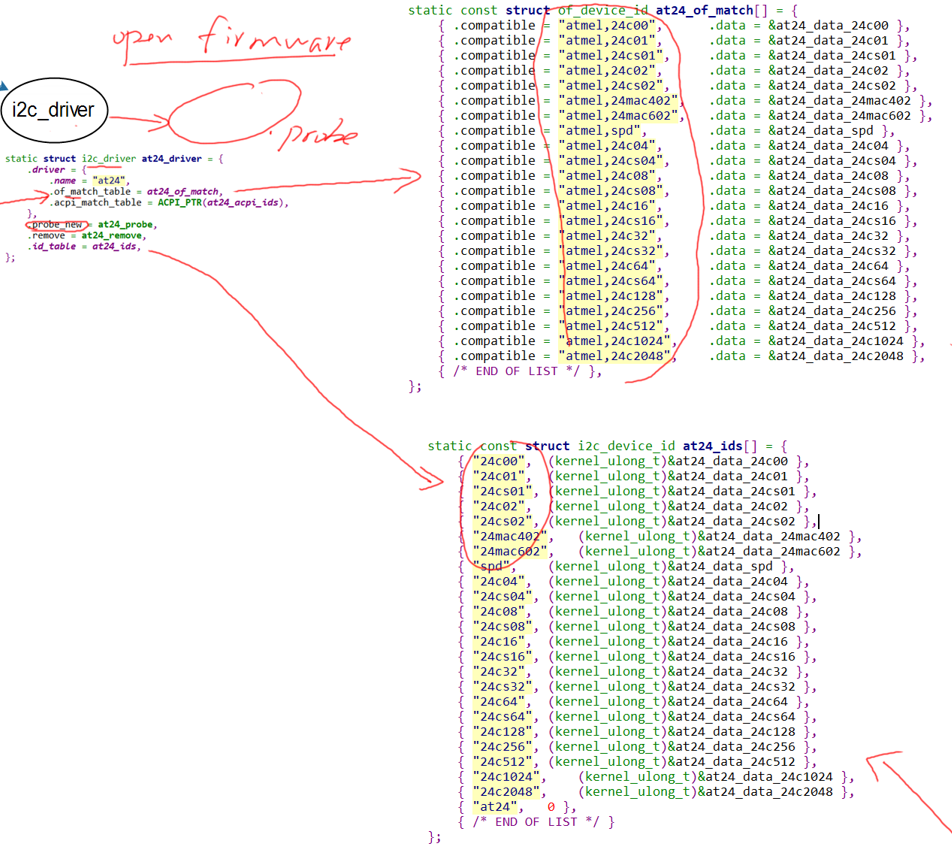 open firmware
i2c_driver
.probe
static struct i2c_driver at24_driver = {
.driver = {
.name = "at24",
.of_match_table = at24_of_match,
.acpi_match_table = ACPI_PTR(at24_acpi_ids),
},
.probe_new = at24_probe,
.remove = at24_remove,
.id_table = at24_ids,
};
static const struct of_device_id at24_of_match[] = {
{ .compatible = "atmel,24c00", .data = &at24_data_24c00 },
{ .compatible = "atmel,24c01", .data = &at24_data_24c01 },
{ .compatible = "atmel,24cs01", .data = &at24_data_24cs01 },
{ .compatible = "atmel,24c02", .data = &at24_data_24c02 },
{ .compatible = "atmel,24cs02", .data = &at24_data_24cs02 },
{ .compatible = "atmel,24mac402", .data = &at24_data_24mac402 },
{ .compatible = "atmel,24mac602", .data = &at24_data_24mac602 },
{ .compatible = "atmel,spd", .data = &at24_data_spd },
{ .compatible = "atmel,24c04", .data = &at24_data_24c04 },
{ .compatible = "atmel,24cs04", .data = &at24_data_24cs04 },
{ .compatible = "atmel,24c08", .data = &at24_data_24c08 },
{ .compatible = "atmel,24cs08", .data = &at24_data_24cs08 },
{ .compatible = "atmel,24c16", .data = &at24_data_24c16 },
{ .compatible = "atmel,24cs16", .data = &at24_data_24cs16 },
{ .compatible = "atmel,24c32", .data = &at24_data_24c32 },
{ .compatible = "atmel,24cs32", .data = &at24_data_24cs32 },
{ .compatible = "atmel,24c64", .data = &at24_data_24c64 },
{ .compatible = "atmel,24cs64", .data = &at24_data_24cs64 },
{ .compatible = "atmel,24c128", .data = &at24_data_24c128 },
{ .compatible = "atmel,24c256", .data = &at24_data_24c256 },
{ .compatible = "atmel,24c512", .data = &at24_data_24c512 },
{ .compatible = "atmel,24c1024", .data = &at24_data_24c1024 },
{ .compatible = "atmel,24c2048", .data = &at24_data_24c2048 },
{ /* END OF LIST */ },
};
static const struct i2c_device_id at24_ids[] = {
{ "24c00", (kernel_ulong_t)&at24_data_24c00 },
{ "24c01", (kernel_ulong_t)&at24_data_24c01 },
{ "24cs01", (kernel_ulong_t)&at24_data_24cs01 },
{ "24c02", (kernel_ulong_t)&at24_data_24c02 },
{ "24cs02", (kernel_ulong_t)&at24_data_24cs02 },
{ "24mac402", (kernel_ulong_t)&at24_data_24mac402 },
{ "24mac602", (kernel_ulong_t)&at24_data_24mac602 },
{ "spd", (kernel_ulong_t)&at24_data_spd },
{ "24c04", (kernel_ulong_t)&at24_data_24c04 },
{ "24cs04", (kernel_ulong_t)&at24_data_24cs04 },
{ "24c08", (kernel_ulong_t)&at24_data_24c08 },
{ "24cs08", (kernel_ulong_t)&at24_data_24cs08 },
{ "24c16", (kernel_ulong_t)&at24_data_24c16 },
{ "24cs16", (kernel_ulong_t)&at24_data_24cs16 },
{ "24c32", (kernel_ulong_t)&at24_data_24c32 },
{ "24cs32", (kernel_ulong_t)&at24_data_24cs32 },
{ "24c64", (kernel_ulong_t)&at24_data_24c64 },
{ "24cs64", (kernel_ulong_t)&at24_data_24cs64 },
{ "24c128", (kernel_ulong_t)&at24_data_24c128 },
{ "24c256", (kernel_ulong_t)&at24_data_24c256 },
{ "24c512", (kernel_ulong_t)&at24_data_24c512 },
{ "24c1024", (kernel_ulong_t)&at24_data_24c1024 },
{ "24c2048", (kernel_ulong_t)&at24_data_24c2048 },
{ "at24", 0 },
{ /* END OF LIST */ }
};